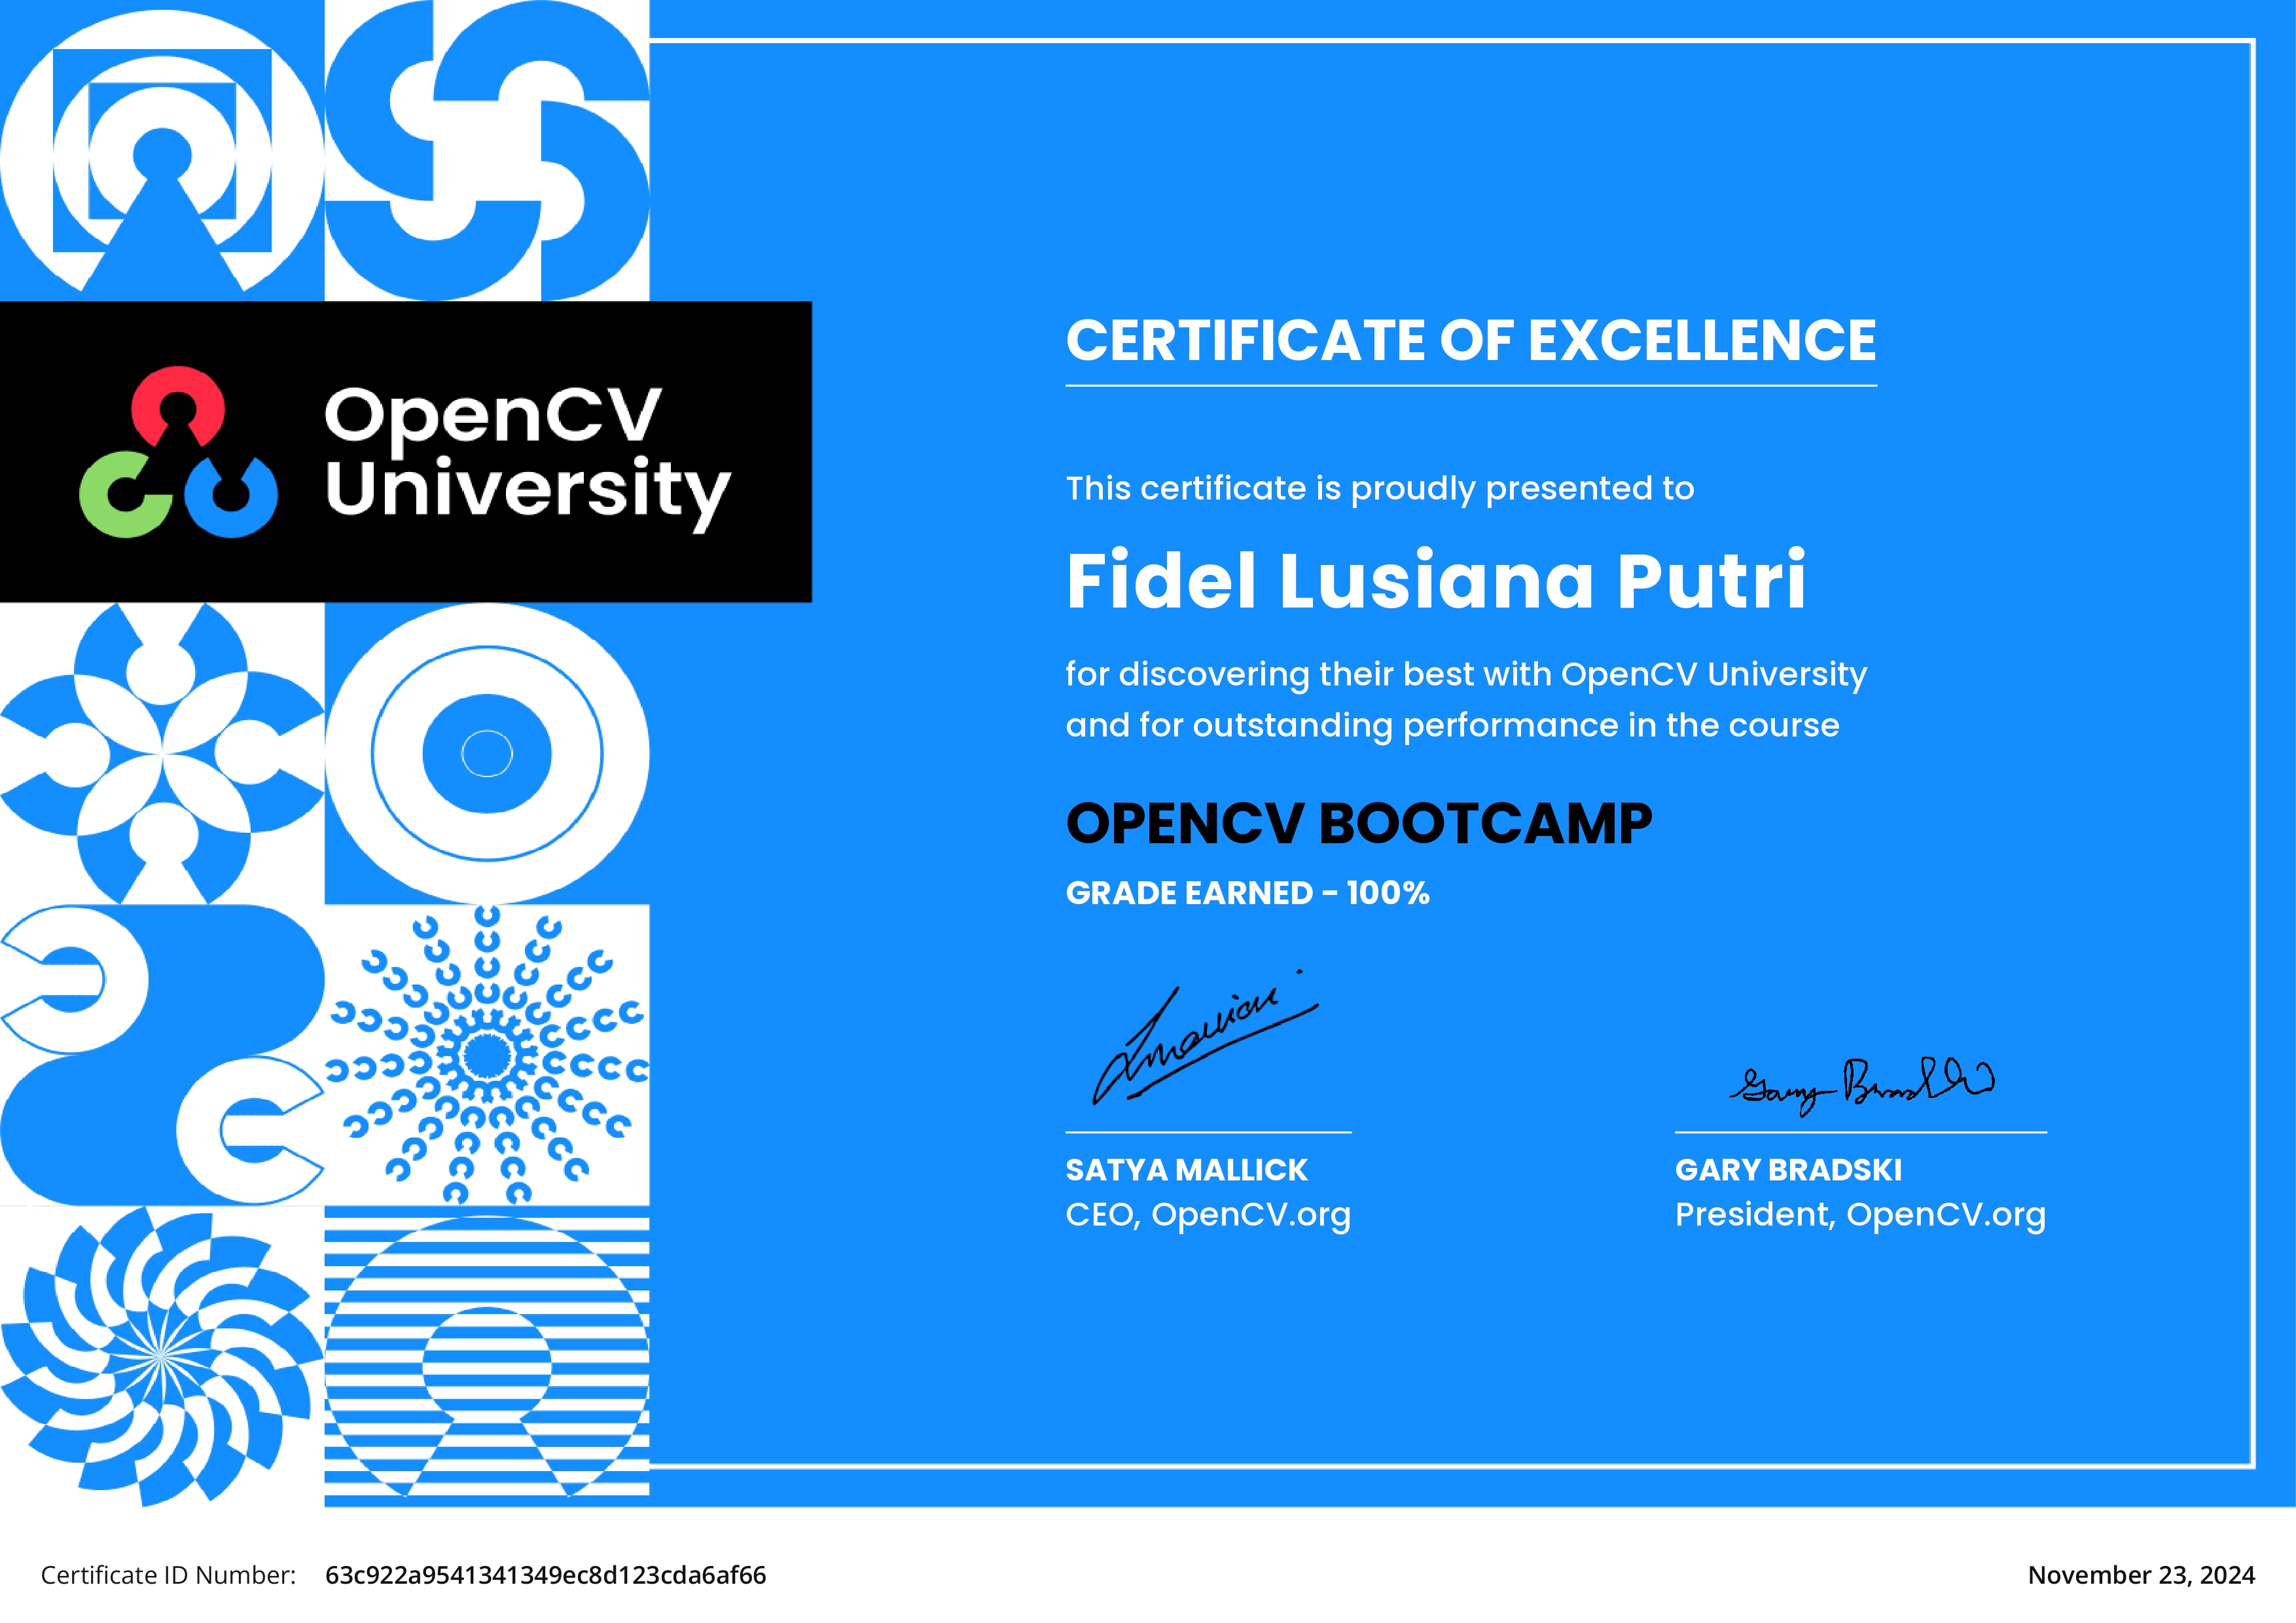 OpenCV
University
CERTIFICATE OF EXCELLENCE
This certificate is proudly presented to
Fidel Lusiana Putri
for discovering their best with OpenCV University
and for outstanding performance in the course
OPENCV BOOTCAMP
GRADE EARNED - 100%
SATYA MALLICK
CEO, OpenCV.org
Gary Bradski
GARY BRADSKI
President, OpenCV.org
Certificate ID Number: 63c922a9541341349ec8d123cda6af66
November 23, 2024